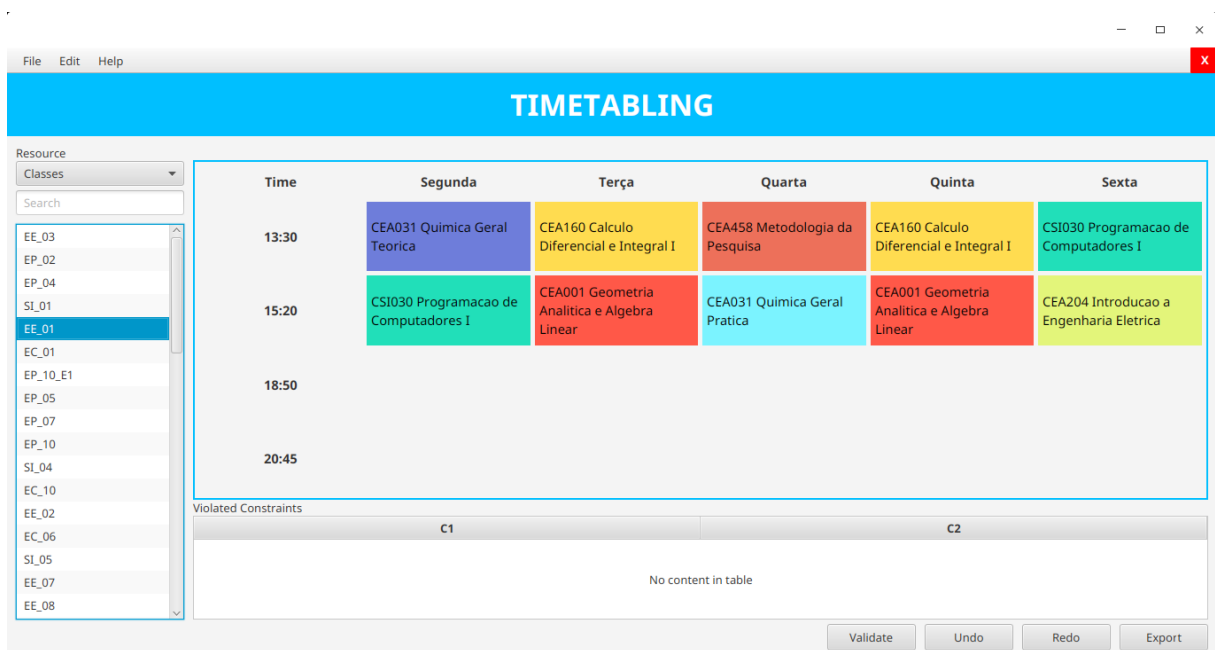 File Edit Help X
TIMETABLING
Resource
Classes
Search
EE_03
EP_02
EP_04
SI_01
EE_01
EC_01
EP_10_E1
EP_05
EP_07
EP_10
SI_04
EC_10
EE_02
EC_06
SI_05
EE_07
EE_08
Time Segunda Terça Quarta Quinta Sexta
13:30
CEA031 Quimica Geral
Teorica
CEA160 Calculo
Diferencial e Integral I
CEA458 Metodologia da
Pesquisa
CEA160 Calculo
Diferencial e Integral I
CSI030 Programacao de
Computadores I
15:20
CSI030 Programacao de
Computadores I
CEA001 Geometria
Analitica e Algebra
Linear
CEA031 Quimica Geral
Pratica
CEA001 Geometria
Analitica e Algebra
Linear
CEA204 Introducao a
Engenharia Eletrica
18:50
20:45
Violated Constraints
C1 C2
No content in table
Validate Undo Redo Export